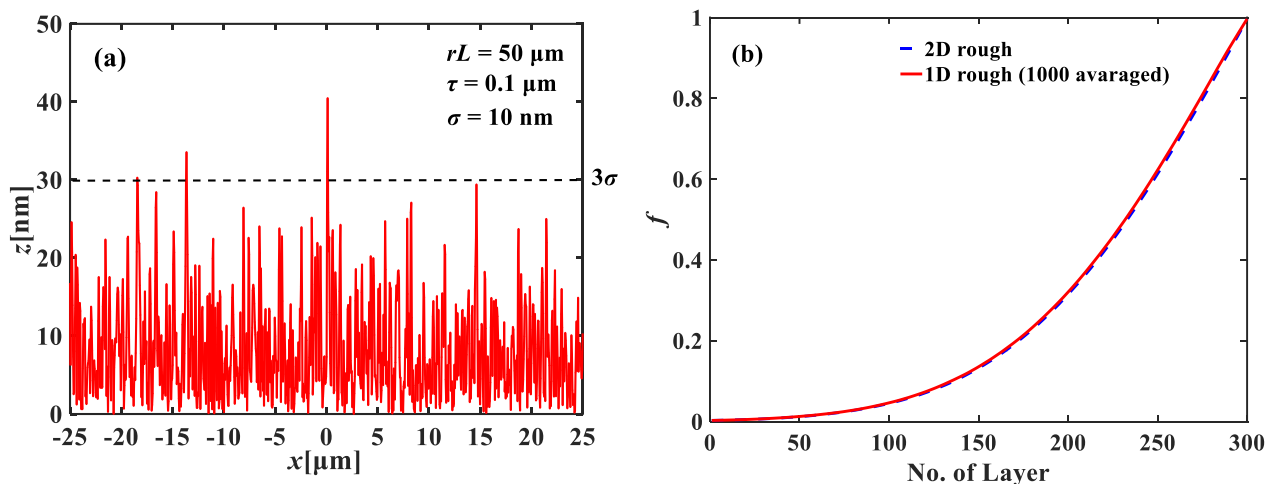 (a)
rL = 50 μm
τ = 0.1 μm
σ = 10 nm
3σ
50
40
30
20
10
0
z[nm]
-25 -20 -15 -10 -5 0 5 10 15 20 25
x[μm]
(b)
2D rough
1D rough (1000 avaraged)
1
0.8
0.6
0.4
0.2
0
f
0 50 100 150 200 250 300
No. of Layer